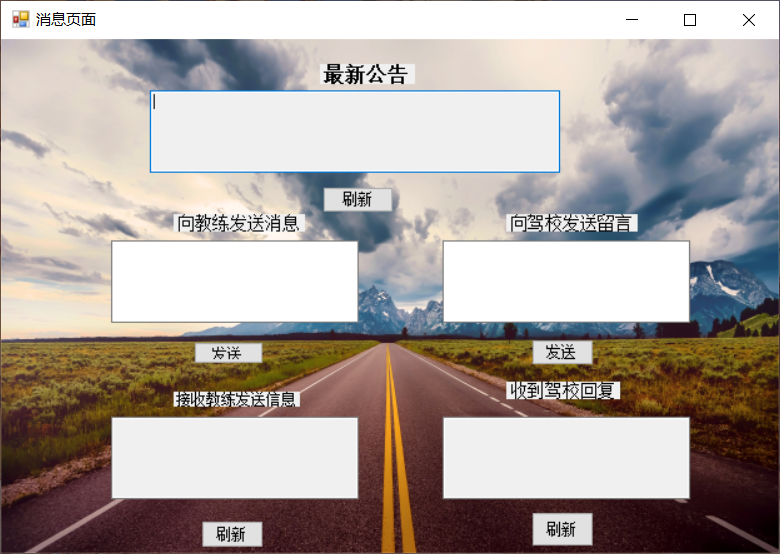 消息页面
最新公告
刷新
向教练发送消息
向驾校发送留言
发送
发送
接收教练发送信息
收到驾校回复
刷新
刷新